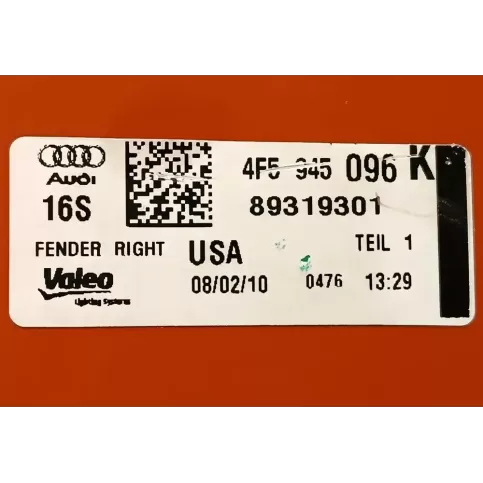 Audi
4F5 945 096 K
16S
89319301
FENDER RIGHT USA TEIL 1
Valeo
Lighting Systems
08/02/10 0476 13:29